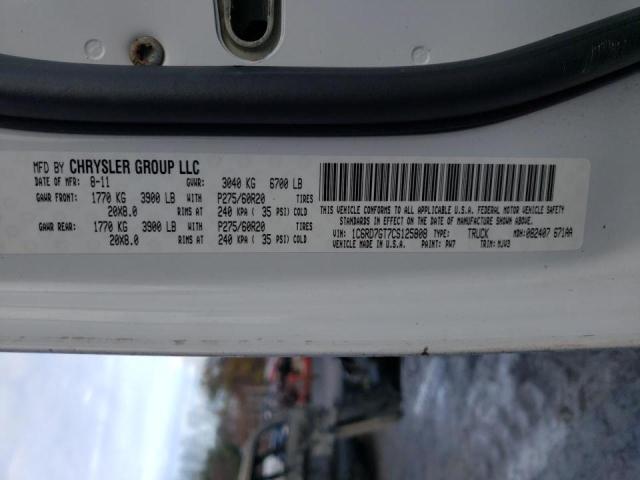 MFD BY CHRYSLER GROUP LLC
DATE OF MFR: 8-11 GVWR: 3040 KG 6700 LB
GAWR FRONT: 1770 KG 3900 LB WITH P275/60R20 TIRES
20X8.0 RIMS AT 240 KPA ( 35 PSI) COLD
GAWR REAR: 1770 KG 3900 LB WITH P275/60R20 TIRES
20X8.0 RIMS AT 240 KPA ( 35 PSI) COLD
THIS VEHICLE CONFORMS TO ALL APPLICABLE U.S.A. FEDERAL MOTOR VEHICLE SAFETY
STANDARDS IN EFFECT ON THE DATE OF MANUFACTURE SHOWN ABOVE.
VIN: 1C6RD7GT7CS125808 TYPE: TRUCK MDH: 082407 671AA
VEHICLE MADE IN U.S.A. PAINT: PW7 TRIM: MJV3